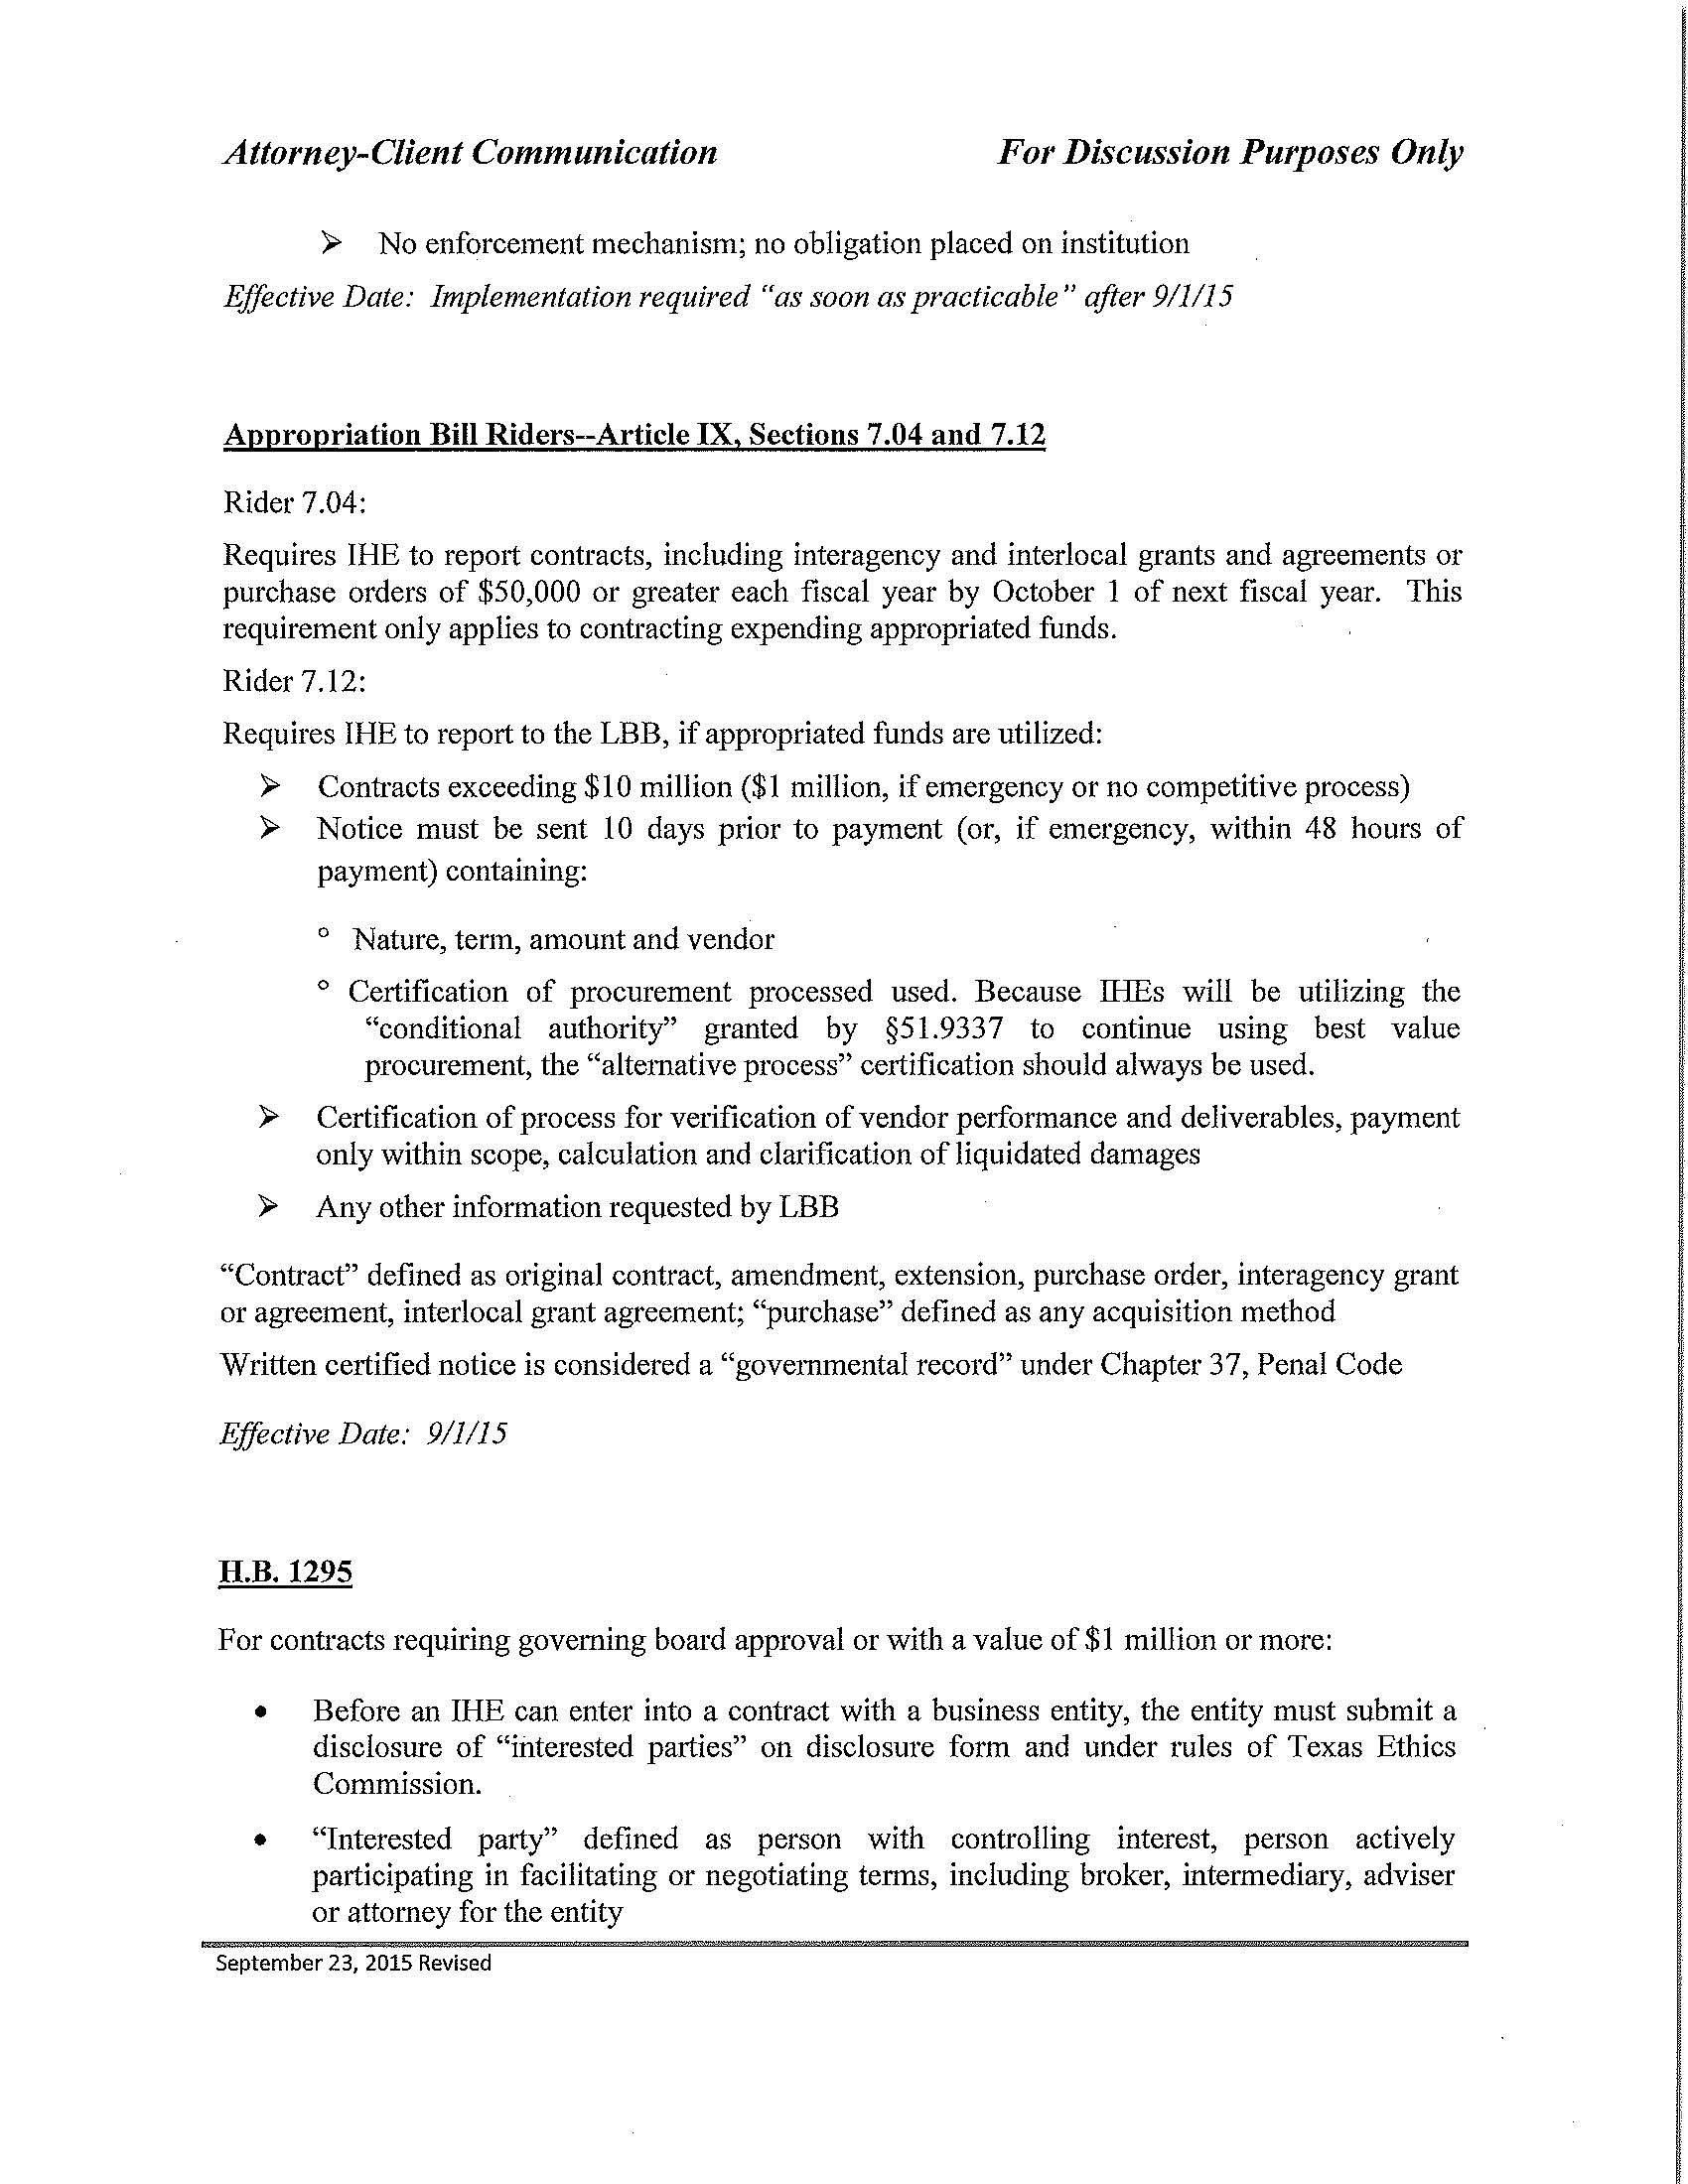 Attorney-Client Communication For Discussion Purposes Only
➢ No enforcement mechanism; no obligation placed on institution
Effective Date: Implementation required “as soon as practicable” after 9/1/15
Appropriation Bill Riders--Article IX, Sections 7.04 and 7.12
Rider 7.04:
Requires IHE to report contracts, including interagency and interlocal grants and agreements or
purchase orders of $50,000 or greater each fiscal year by October 1 of next fiscal year. This
requirement only applies to contracting expending appropriated funds.
Rider 7.12:
Requires IHE to report to the LBB, if appropriated funds are utilized:
➢ Contracts exceeding $10 million ($1 million, if emergency or no competitive process)
➢ Notice must be sent 10 days prior to payment (or, if emergency, within 48 hours of
payment) containing:
° Nature, term, amount and vendor
° Certification of procurement processed used. Because IHEs will be utilizing the
“conditional authority” granted by §51.9337 to continue using best value
procurement, the “alternative process” certification should always be used.
➢ Certification of process for verification of vendor performance and deliverables, payment
only within scope, calculation and clarification of liquidated damages
➢ Any other information requested by LBB
“Contract” defined as original contract, amendment, extension, purchase order, interagency grant
or agreement, interlocal grant agreement; “purchase” defined as any acquisition method
Written certified notice is considered a “governmental record” under Chapter 37, Penal Code
Effective Date: 9/1/15
H.B. 1295
For contracts requiring governing board approval or with a value of $1 million or more:
• Before an IHE can enter into a contract with a business entity, the entity must submit a
disclosure of “interested parties” on disclosure form and under rules of Texas Ethics
Commission.
• “Interested party” defined as person with controlling interest, person actively
participating in facilitating or negotiating terms, including broker, intermediary, adviser
or attorney for the entity
September 23, 2015 Revised